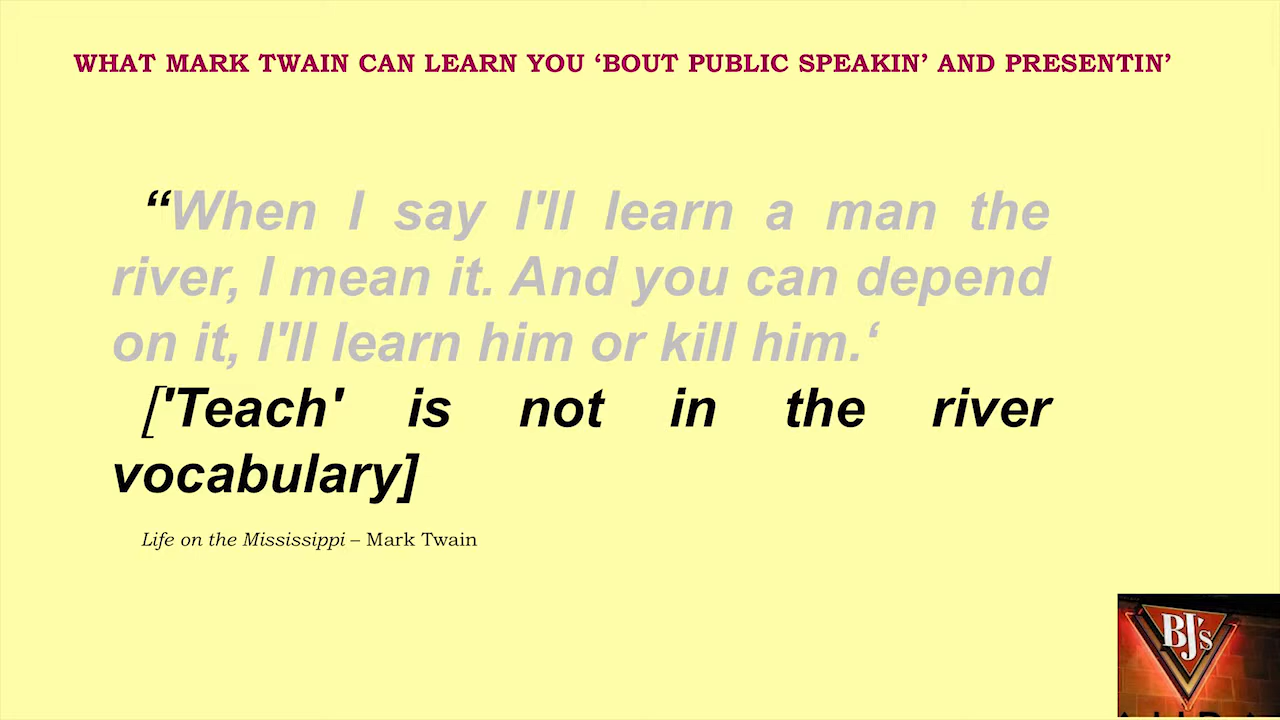 WHAT MARK TWAIN CAN LEARN YOU ‘BOUT PUBLIC SPEAKIN’ AND PRESENTIN’
“When I say I'll learn a man the
river, I mean it. And you can depend
on it, I'll learn him or kill him.‘
['Teach' is not in the river
vocabulary]
Life on the Mississippi – Mark Twain
BJ's